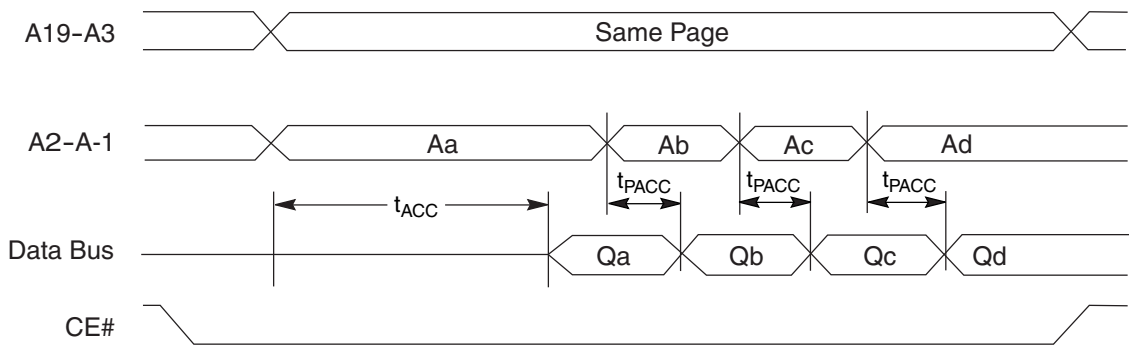 A19-A3
Same Page
A2-A-1
Aa
Ab
Ac
Ad
tACC
tPACC
tPACC
tPACC
Data Bus
Qa
Qb
Qc
Qd
CE#